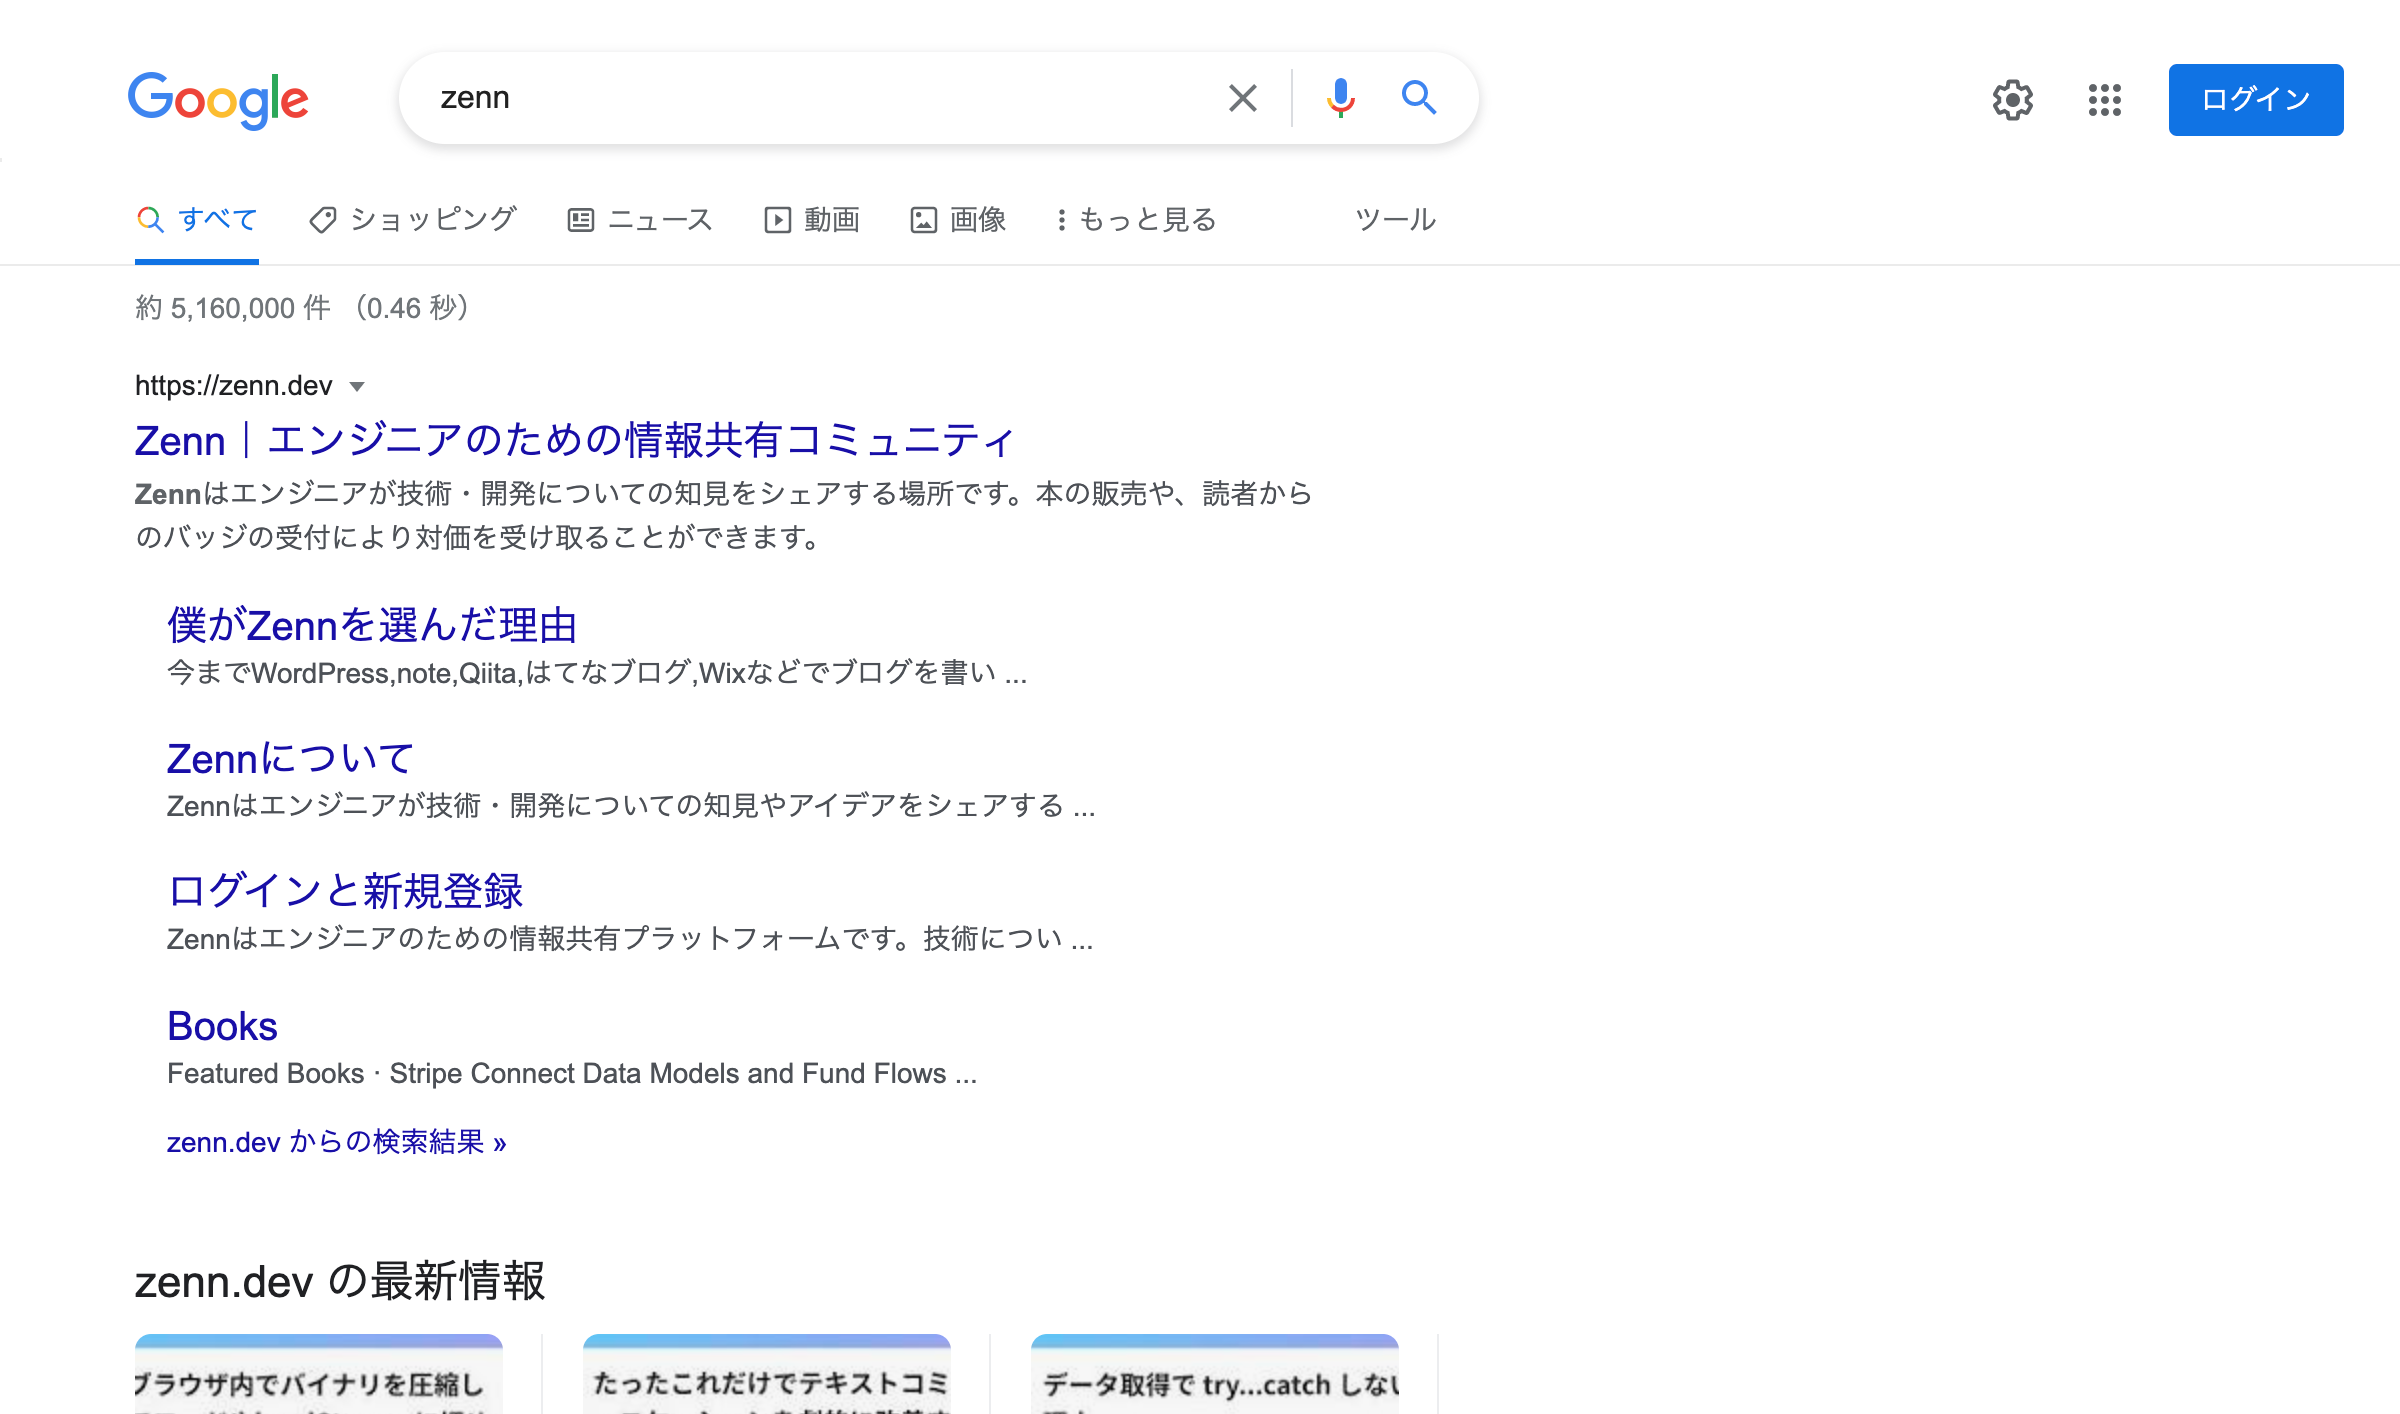 Google
zenn
ログイン
すべて
ショッピング
ニュース
動画
画像
もっと見る
ツール
約 5,160,000 件 （0.46 秒）
https://zenn.dev
Zenn｜エンジニアのための情報共有コミュニティ
Zennはエンジニアが技術・開発についての知見をシェアする場所です。本の販売や、読者から
のバッジの受付により対価を受け取ることができます。
僕がZennを選んだ理由
今までWordPress,note,Qiita,はてなブログ,Wixなどでブログを書い ...
Zennについて
Zennはエンジニアが技術・開発についての知見やアイデアをシェアする ...
ログインと新規登録
Zennはエンジニアのための情報共有プラットフォームです。技術につい ...
Books
Featured Books · Stripe Connect Data Models and Fund Flows ...
zenn.dev からの検索結果 »
zenn.dev の最新情報
ブラウザ内でバイナリを圧縮し
たったこれだけでテキストコミ
データ取得で try...catch しない